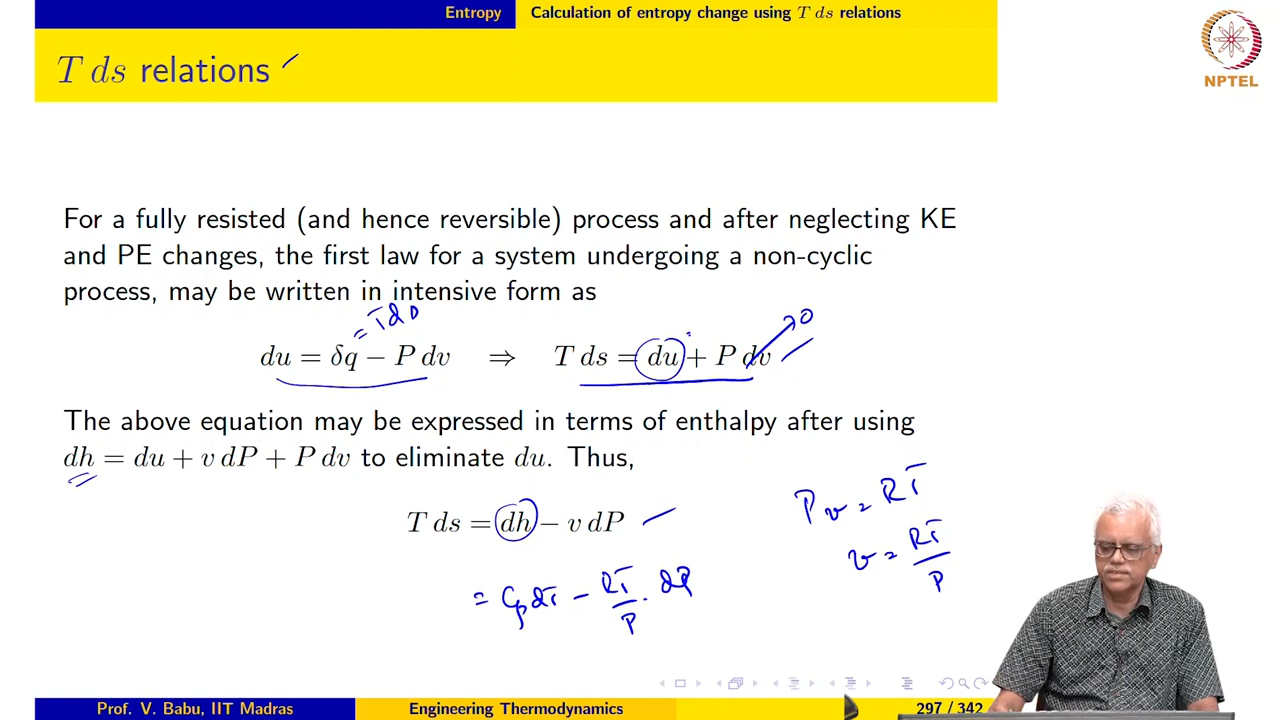 Entropy Calculation of entropy change using T ds relations
T ds relations
NPTEL
For a fully resisted (and hence reversible) process and after neglecting KE
and PE changes, the first law for a system undergoing a non-cyclic
process, may be written in intensive form as
= Tds
→ 0
du = δq − P dv ⇒ T ds = du + P dv
The above equation may be expressed in terms of enthalpy after using
dh = du + v dP + P dv to eliminate du. Thus,
Pv = RT
T ds = dh − v dP
v = RT/P
= Cp dT − RT/P . dP
Prof. V. Babu, IIT Madras Engineering Thermodynamics 297 / 342